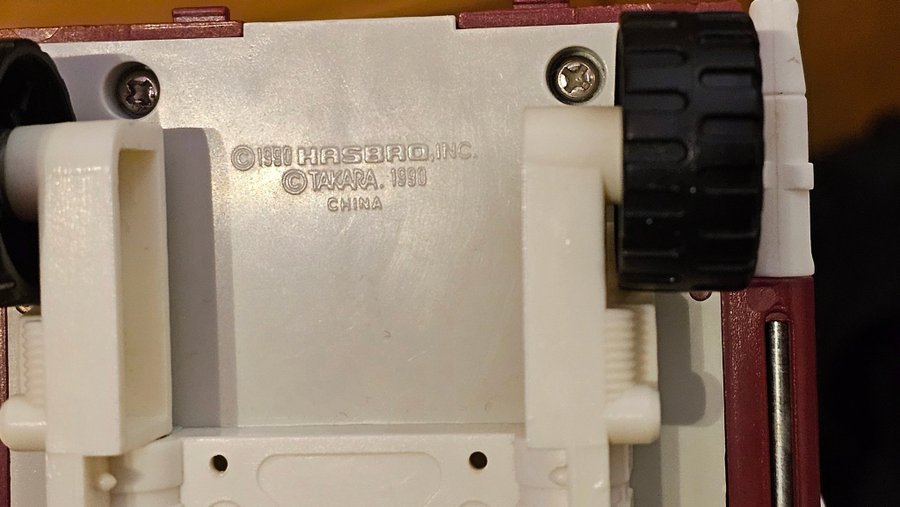 ©1990 HASBRO, INC.
© TAKARA. 1990
CHINA